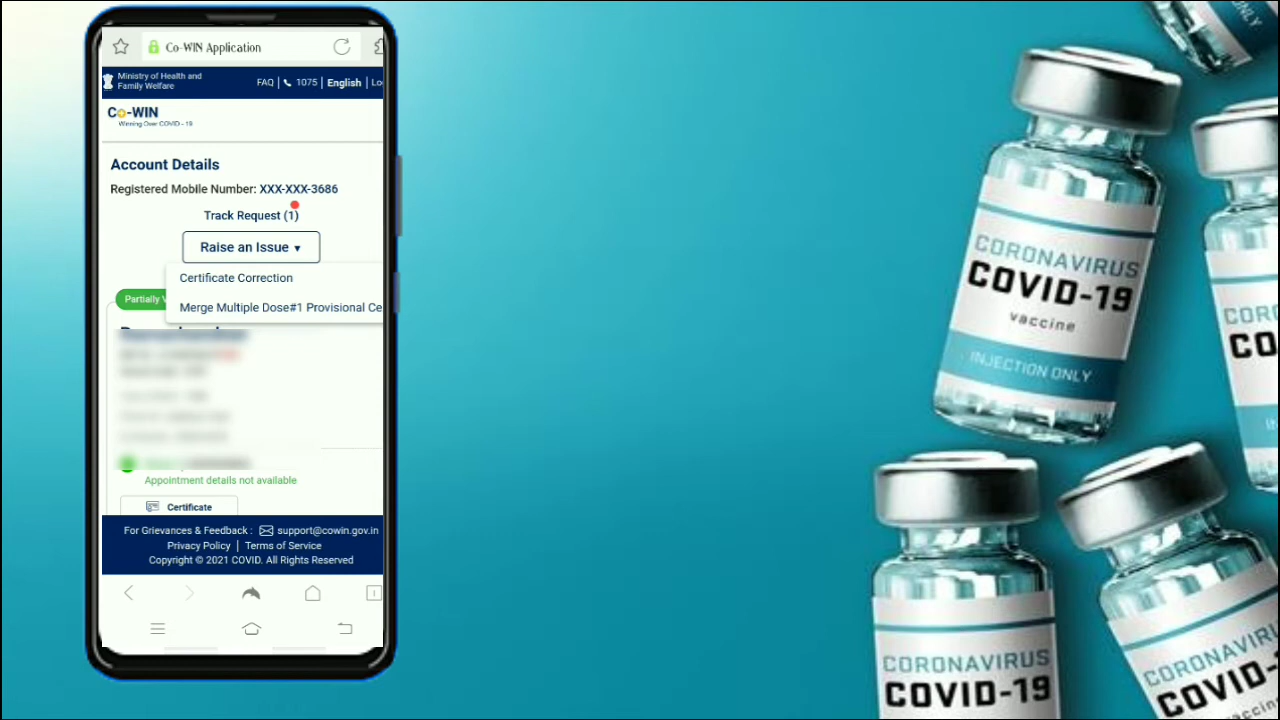 Co-WIN Application
Ministry of Health and
Family Welfare
FAQ | 1075 | English | Lo
Co-WIN
Winning Over COVID - 19
Account Details
Registered Mobile Number: XXX-XXX-3686
Track Request (1)
Raise an Issue ▾
Certificate Correction
Merge Multiple Dose#1 Provisional Ce
Partially V
Appointment details not available
Certificate
For Grievances & Feedback : support@cowin.gov.in
Privacy Policy | Terms of Service
Copyright © 2021 COVID. All Rights Reserved
ONLY
CORONAVIRUS
COVID-19
vaccine
INJECTION ONLY
CORO
CO
IN
CORONAVIRUS
COVID-19
CORONAVIRU
COVID-
vaccin